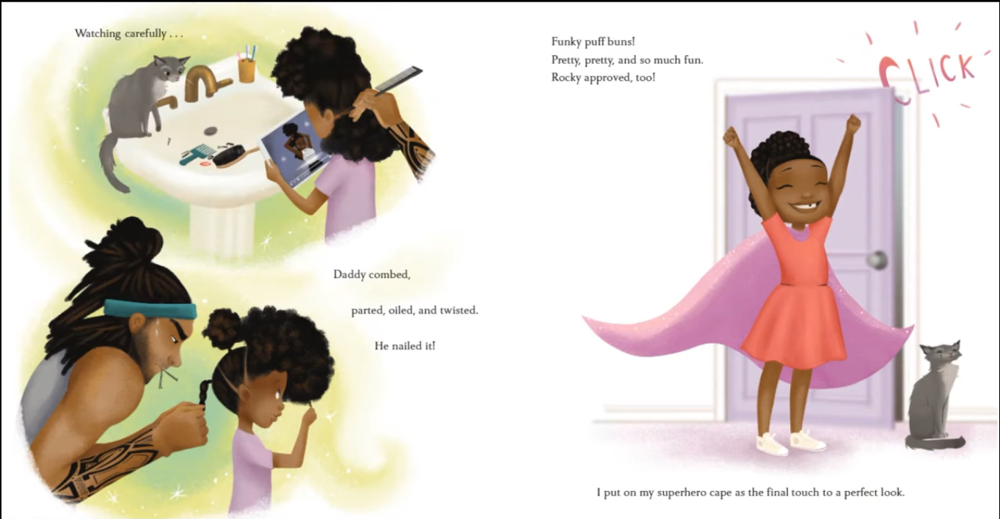 Watching carefully . . .
Daddy combed,
parted, oiled, and twisted.
He nailed it!
Funky puff buns!
Pretty, pretty, and so much fun.
Rocky approved, too!
CLICK
I put on my superhero cape as the final touch to a perfect look.